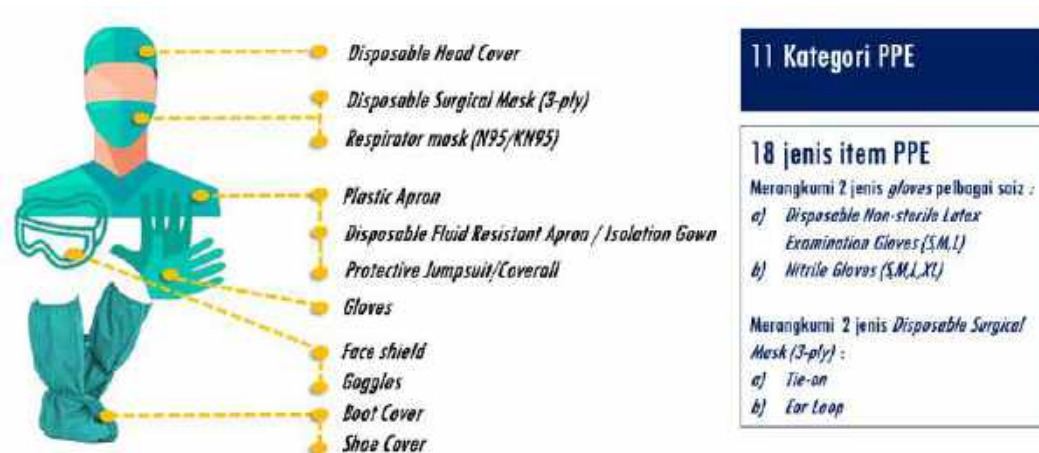 Disposable Head Cover
Disposable Surgical Mask (3-ply)
Respirator mask (N95/KN95)
Plastic Apron
Disposable Fluid Resistant Apron / Isolation Gown
Protective Jumpsuit/Coverall
Gloves
Face shield
Goggles
Boot Cover
Shoe Cover
11 Kategori PPE
18 jenis item PPE
Merangkumi 2 jenis gloves pelbagai saiz :
a) Disposable Non-sterile Latex
Examination Gloves (S,M,L)
b) Nitrile Gloves (S,M,L,XL)
Merangkumi 2 jenis Disposable Surgical
Mask (3-ply) :
a) Tie-on
b) Ear Loop